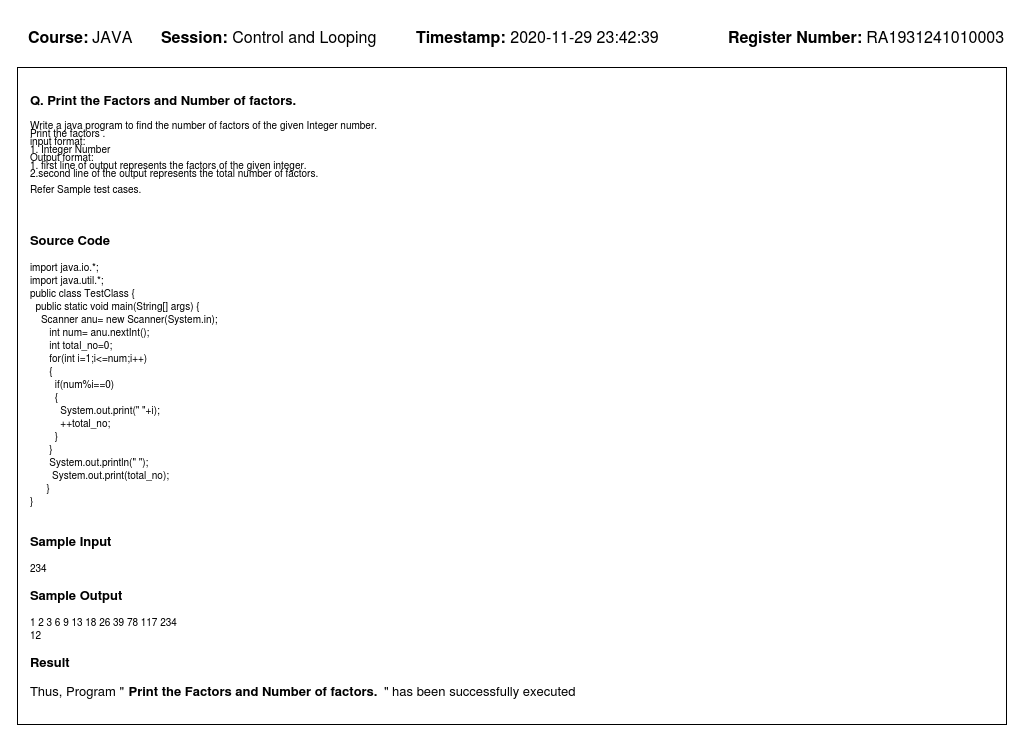 Course: JAVA Session: Control and Looping Timestamp: 2020-11-29 23:42:39 Register Number: RA1931241010003
Q. Print the Factors and Number of factors.
Write a java program to find the number of factors of the given Integer number.
Print the factors .
input format:
1. Integer Number
Output format:
1. first line of output represents the factors of the given integer.
2.second line of the output represents the total number of factors.
Refer Sample test cases.
Source Code
import java.io.*;
import java.util.*;
public class TestClass {
public static void main(String[] args) {
Scanner anu= new Scanner(System.in);
int num= anu.nextInt();
int total_no=0;
for(int i=1;i<=num;i++)
{
if(num%i==0)
{
System.out.print(" "+i);
++total_no;
}
}
System.out.println(" ");
System.out.print(total_no);
}
}
Sample Input
234
Sample Output
1 2 3 6 9 13 18 26 39 78 117 234
12
Result
Thus, Program " Print the Factors and Number of factors. " has been successfully executed